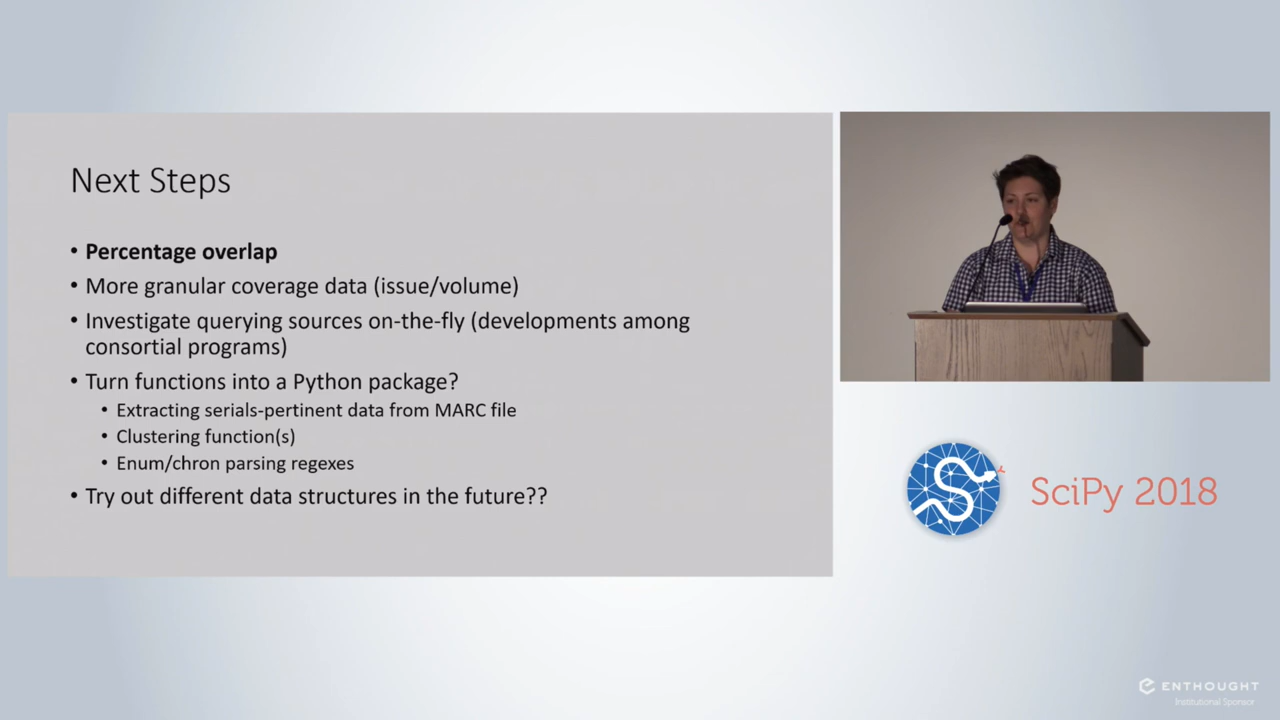 Next Steps
• Percentage overlap
• More granular coverage data (issue/volume)
• Investigate querying sources on-the-fly (developments among
consortial programs)
• Turn functions into a Python package?
• Extracting serials-pertinent data from MARC file
• Clustering function(s)
• Enum/chron parsing regexes
• Try out different data structures in the future??
SciPy 2018
ENTHOUGHT
Institutional Sponsor